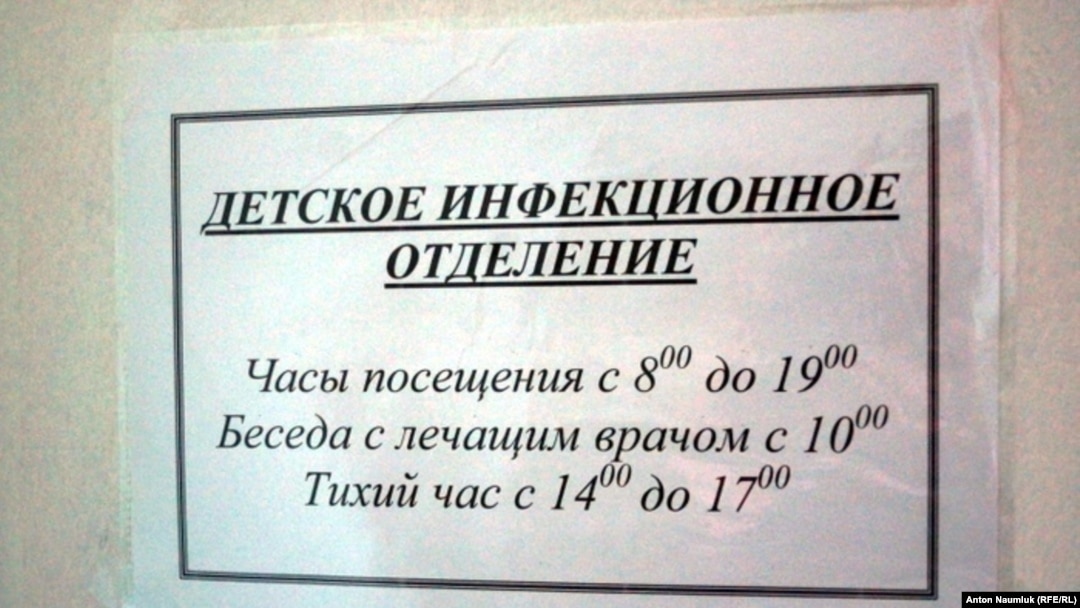 ДЕТСКОЕ ИНФЕКЦИОННОЕ
ОТДЕЛЕНИЕ
Часы посещения с 8⁰⁰ до 19⁰⁰
Беседа с лечащим врачом с 10⁰⁰
Тихий час с 14⁰⁰ до 17⁰⁰
Anton Naumluk (RFE/RL)